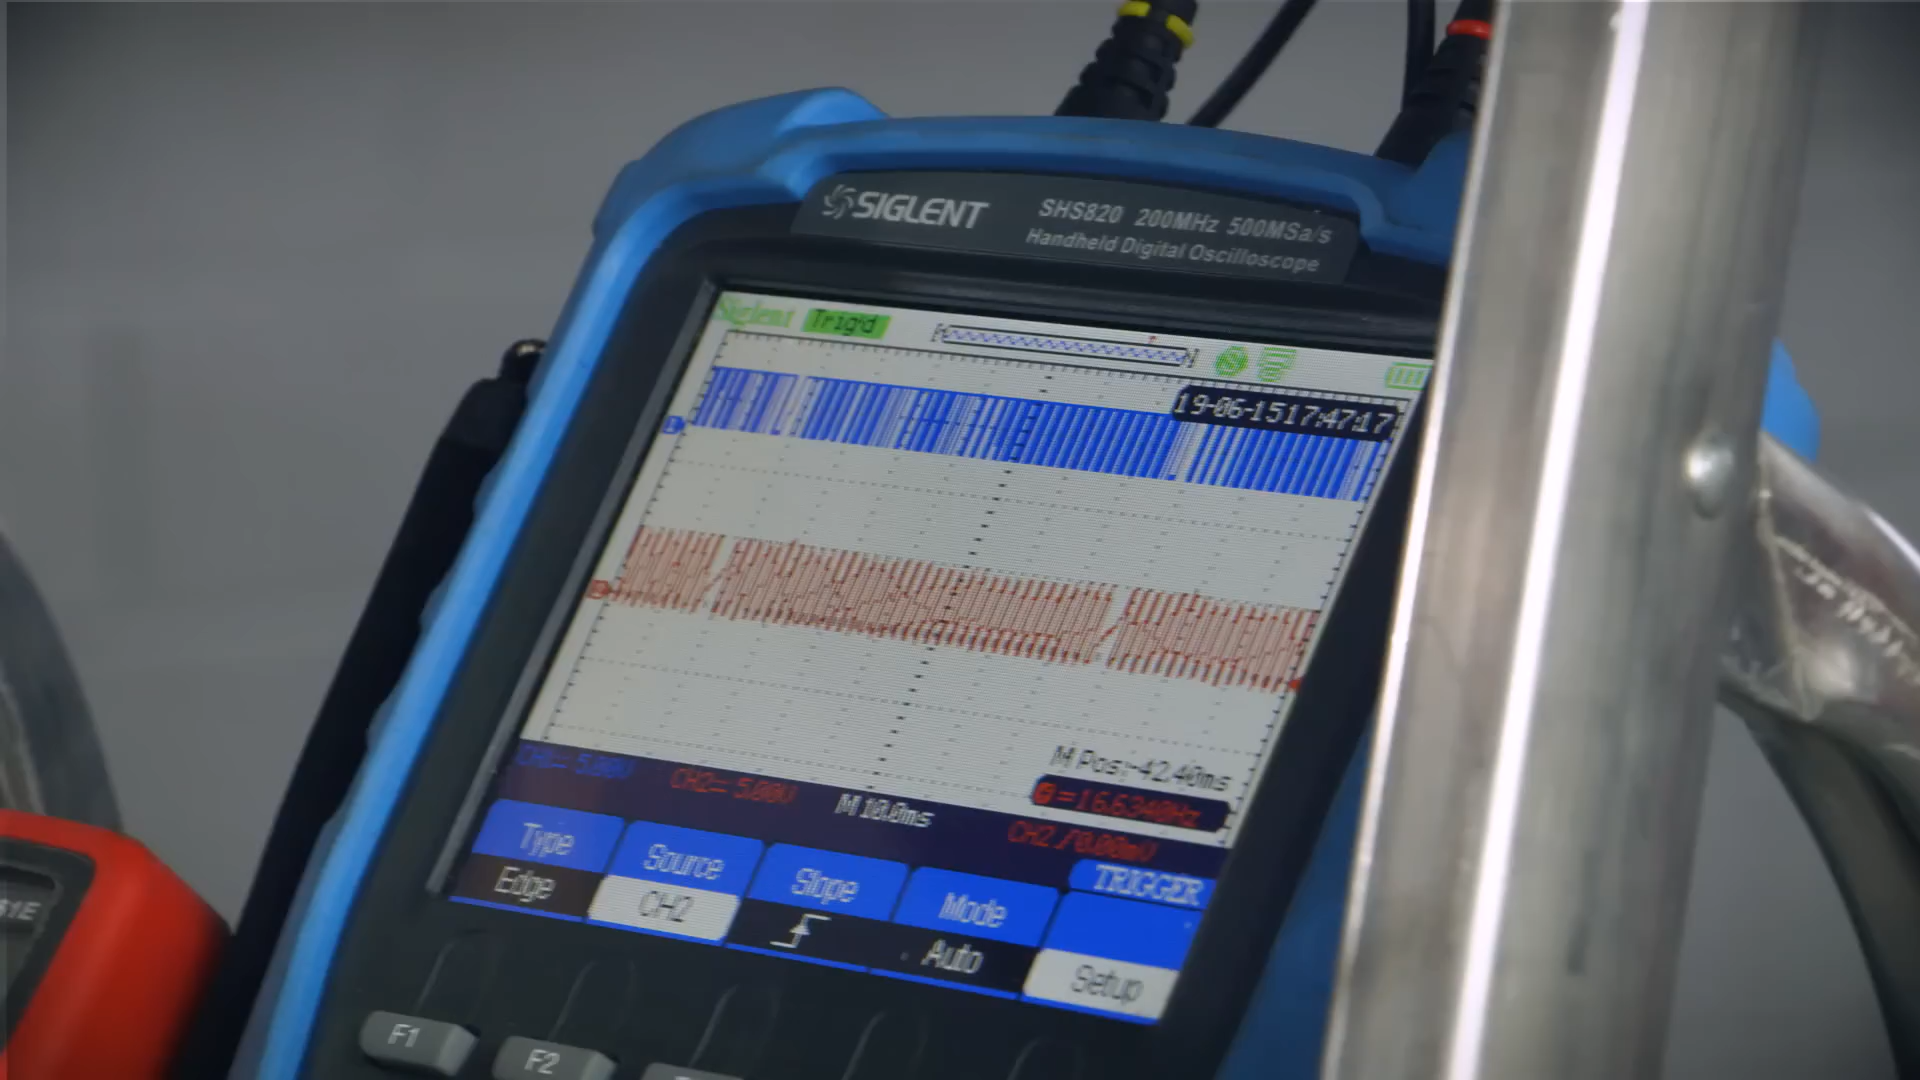 SIGLENT
SHS820 200MHz 500MSa/s
Handheld Digital Oscilloscope
Siglent Trig'd
19-06-15 17:47:17
1
M Pos:-42.40ms
=16.6340Hz
CH1= 5.00V CH2= 5.00V M 10.0ms CH2 / 0.00mV
Type Source Slope Mode TRIGGER
Edge CH2 Auto Setup
F1 F2
61E